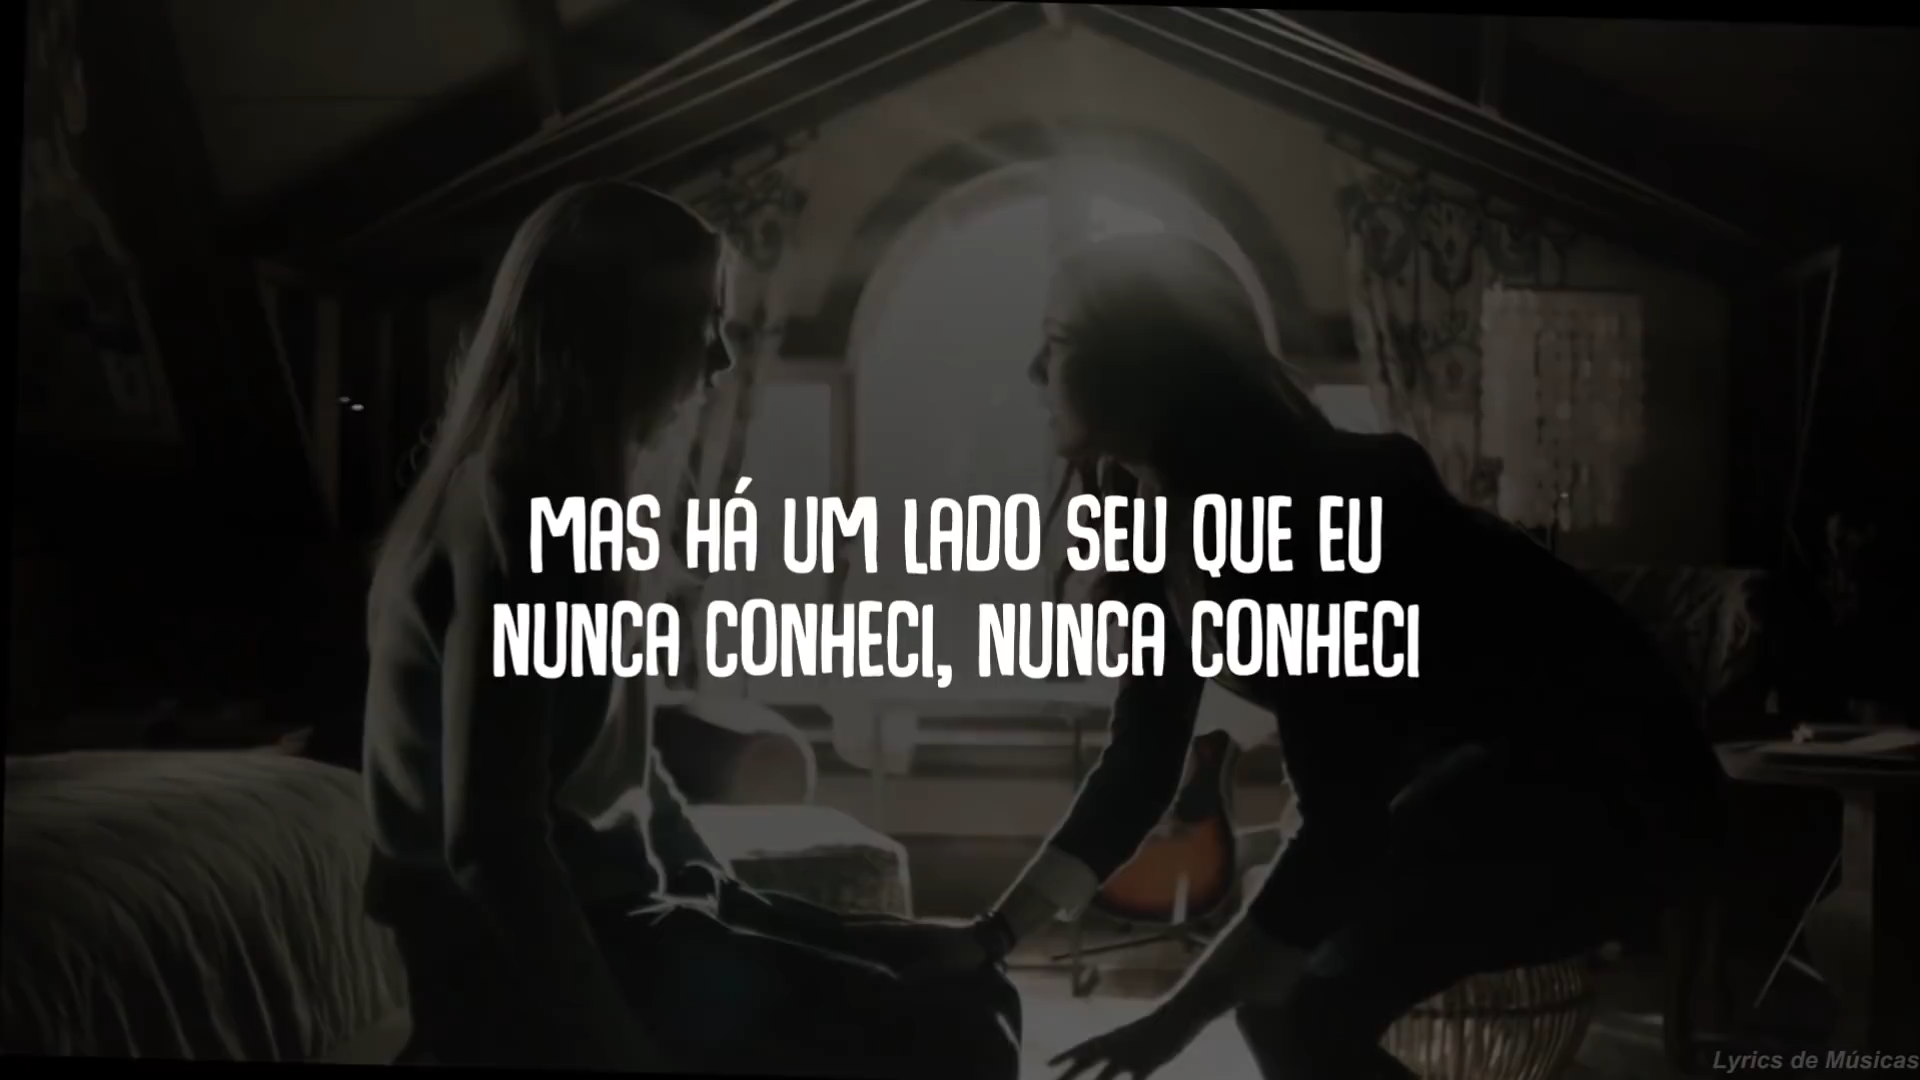 MAS HÁ UM LADO SEU QUE EU
NUNCA CONHECI, NUNCA CONHECI
Lyrics de Músicas